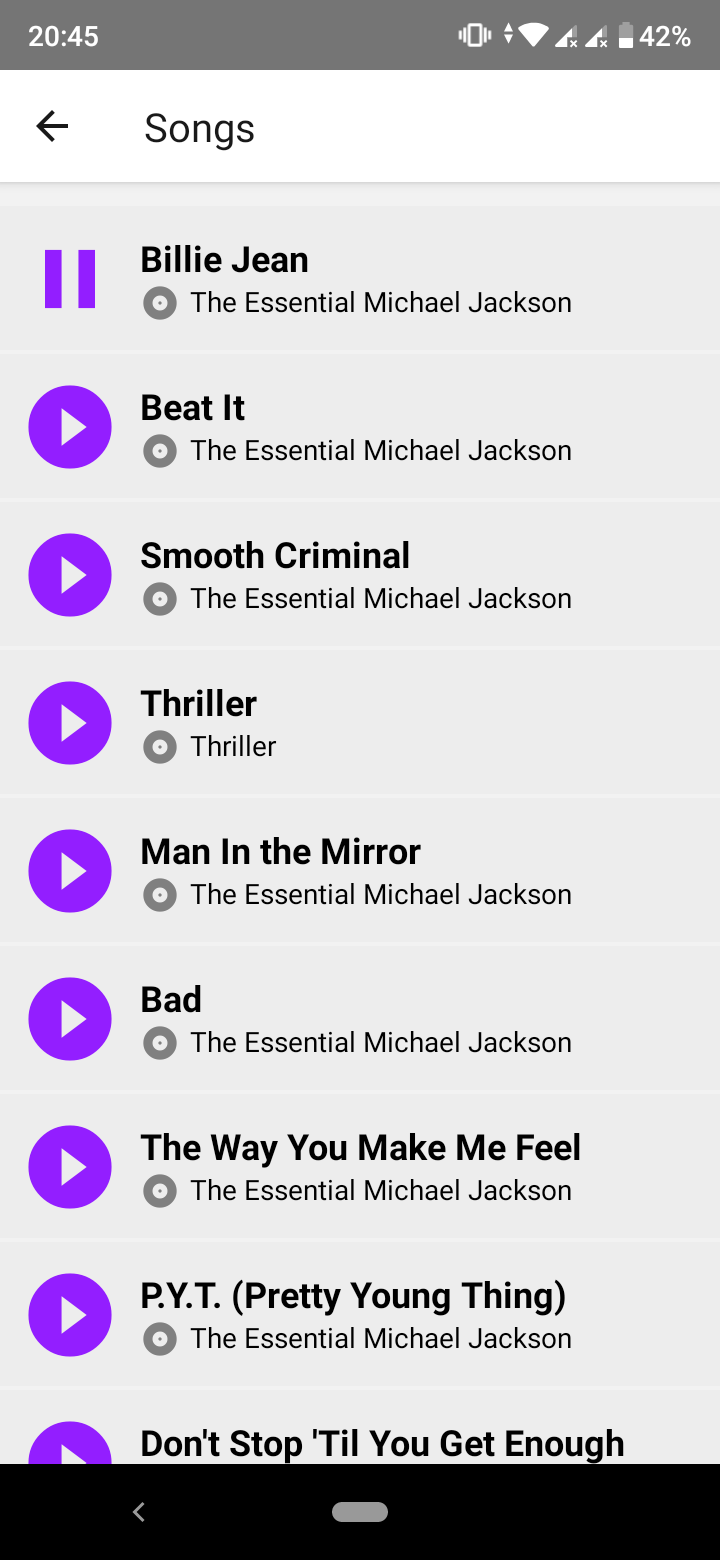 20:45
42%
Songs
Billie Jean
The Essential Michael Jackson
Beat It
The Essential Michael Jackson
Smooth Criminal
The Essential Michael Jackson
Thriller
Thriller
Man In the Mirror
The Essential Michael Jackson
Bad
The Essential Michael Jackson
The Way You Make Me Feel
The Essential Michael Jackson
P.Y.T. (Pretty Young Thing)
The Essential Michael Jackson
Don't Stop 'Til You Get Enough